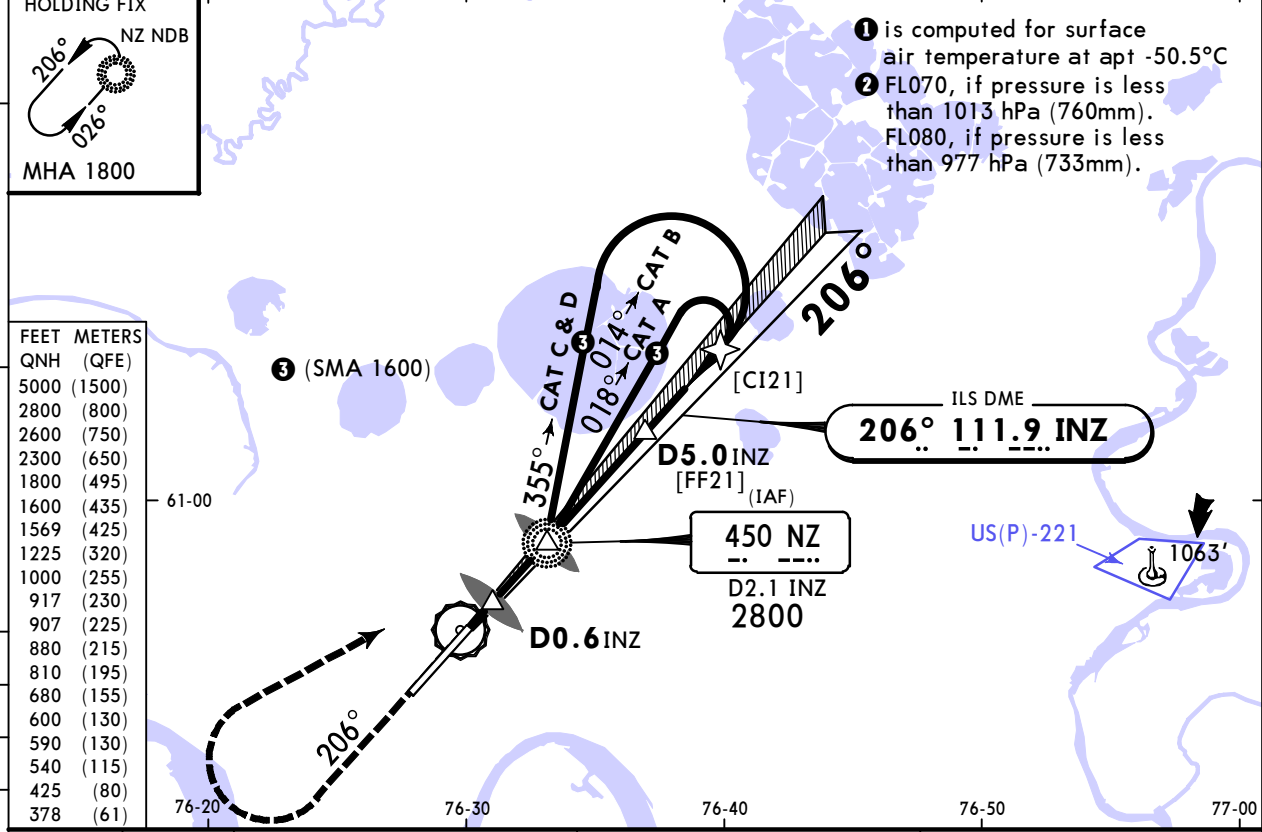 HOLDING FIX
NZ NDB
206°
026°
MHA 1800
❶ is computed for surface
air temperature at apt -50.5°C
❷ FL070, if pressure is less
than 1013 hPa (760mm).
FL080, if pressure is less
than 977 hPa (733mm).
FEET METERS
QNH (QFE)
5000 (1500)
2800 (800)
2600 (750)
2300 (650)
1800 (495)
1600 (435)
1569 (425)
1225 (320)
1000 (255)
917 (230)
907 (225)
880 (215)
810 (195)
680 (155)
600 (130)
590 (130)
540 (115)
425 (80)
378 (61)
❸ (SMA 1600)
355° CAT C & D
❸
014° CAT B
018° CAT A
❸
206°
[CI21]
ILS DME
206° 111.9 INZ
D5.0 INZ
[FF21]
(IAF)
450 NZ
D2.1 INZ
2800
D0.6 INZ
61-00
US(P)-221
1063'
206°
76-20
76-30
76-40
76-50
77-00